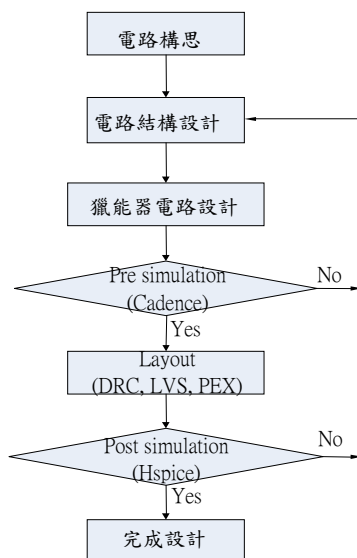 電路構思
電路結構設計
獵能器電路設計
Pre simulation
(Cadence)
No
Yes
Layout
(DRC, LVS, PEX)
Post simulation
(Hspice)
No
Yes
完成設計